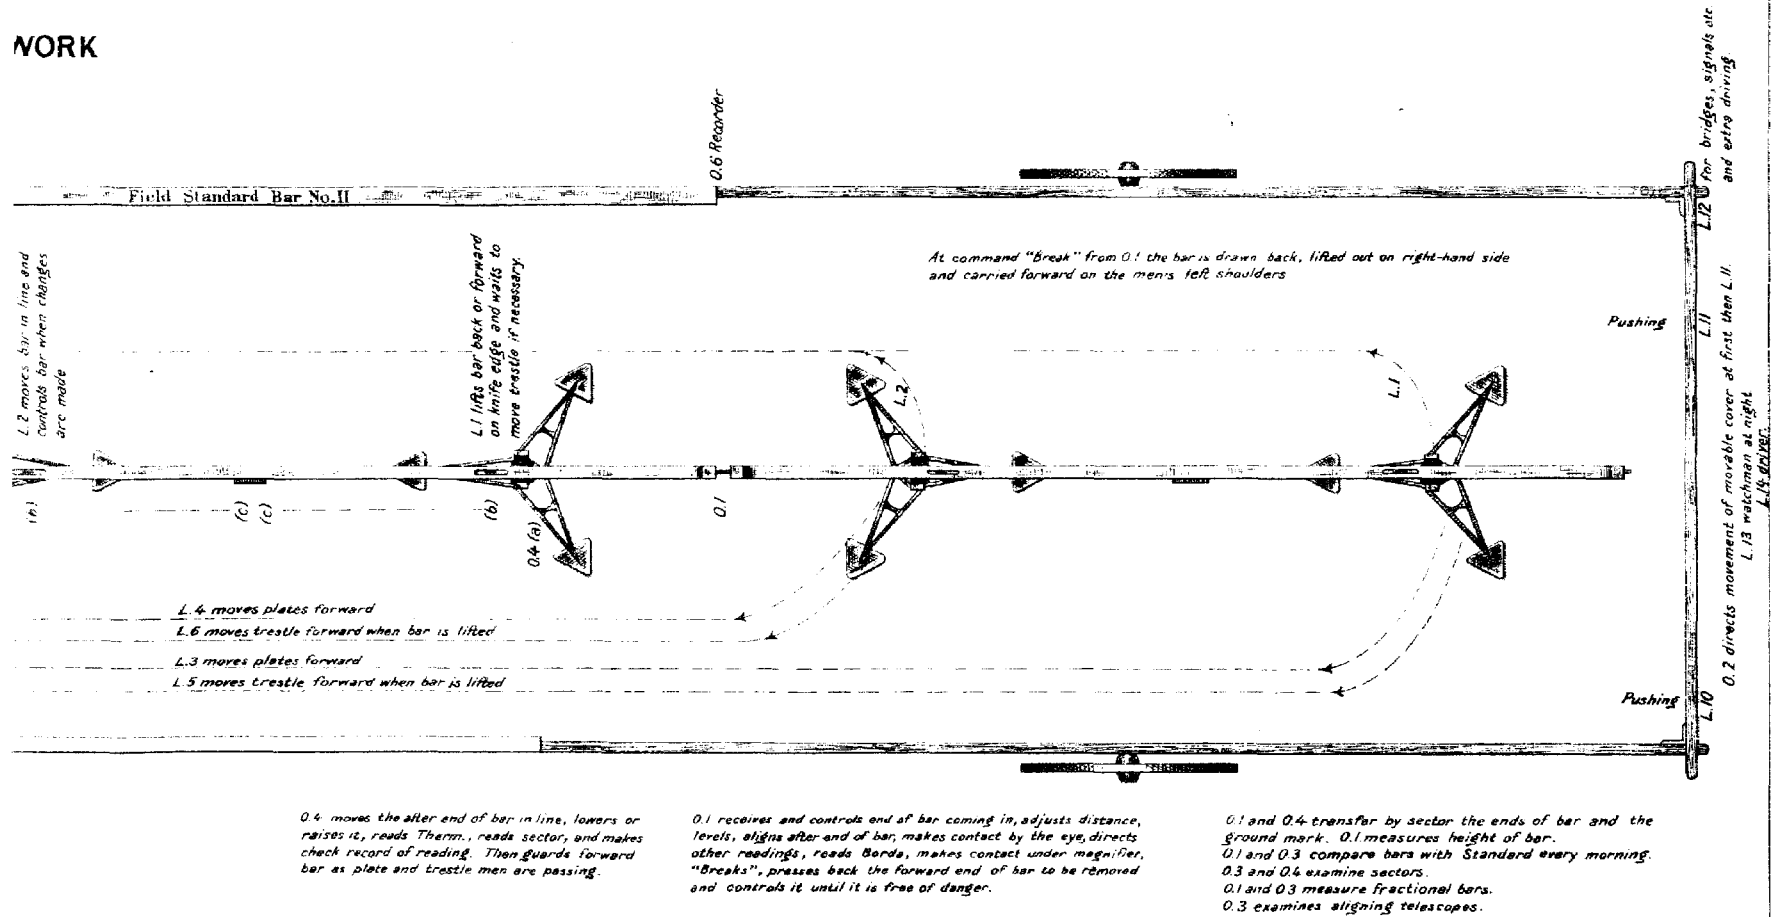 WORK
0.6 Recorder
For bridges, signals etc
and extra driving.
Field Standard Bar No. II
L.12
At command "Break" from 0.1 the bar is drawn back, lifted out on right-hand side
and carried forward on the men's left shoulders
L.2 moves bar in line and
controls bar when changes
are made
L.1 lifts bar back or forward
on knife edge and waits to
move trestle if necessary.
Pushing
L.11
L.2
L.1
0.2 directs movement of movable cover at first then L.11.
L.13 watchman at night
L.14 driver.
(b)
(c)
(c)
(b)
0.4 (a)
0.1
L.4 moves plates forward
L.6 moves trestle forward when bar is lifted
L.3 moves plates forward
L.5 moves trestle forward when bar is lifted
Pushing
L.10
0.4 moves the after end of bar in line, lowers or
raises it, reads Therm., reads sector, and makes
check record of reading. Then guards forward
bar as plate and trestle men are passing.
0.1 receives and controls end of bar coming in, adjusts distance,
levels, aligns after end of bar, makes contact by the eye, directs
other readings, reads Borda, makes contact under magnifier,
"Breaks", presses back the forward end of bar to be removed
and controls it until it is free of danger.
0.1 and 0.4 transfer by sector the ends of bar and the
ground mark. 0.1 measures height of bar.
0.1 and 0.3 compare bars with Standard every morning.
0.3 and 0.4 examine sectors.
0.1 and 0.3 measure fractional bars.
0.3 examines aligning telescopes.